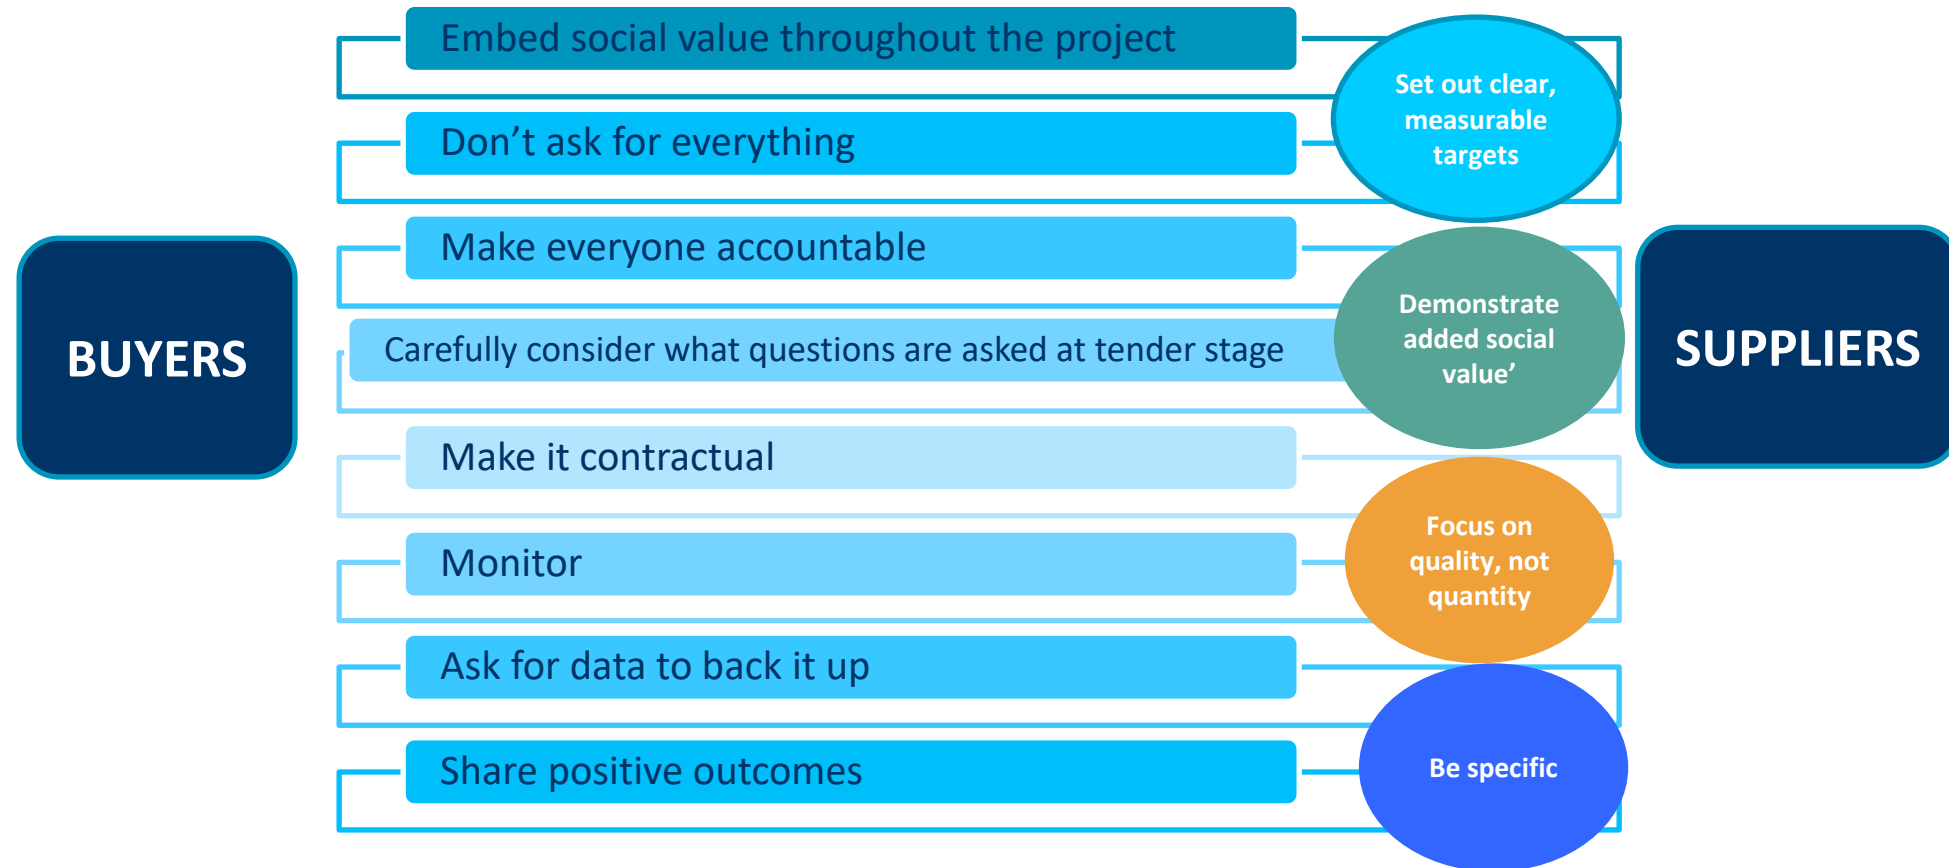 BUYERS
Embed social value throughout the project
Don’t ask for everything
Make everyone accountable
Carefully consider what questions are asked at tender stage
Make it contractual
Monitor
Ask for data to back it up
Share positive outcomes
Set out clear,
measurable
targets
Demonstrate
added social
value’
Focus on
quality, not
quantity
Be specific
SUPPLIERS